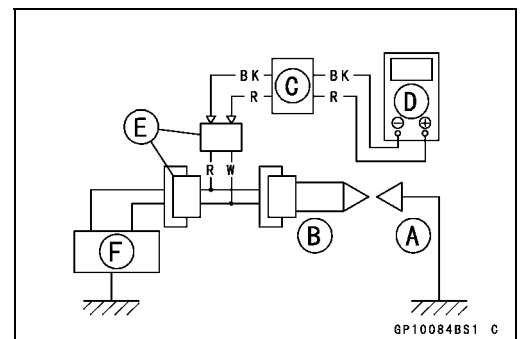 BK C BK
R R
D
⊖ ⊕
E
R W
F B A
GP10084BS1 C